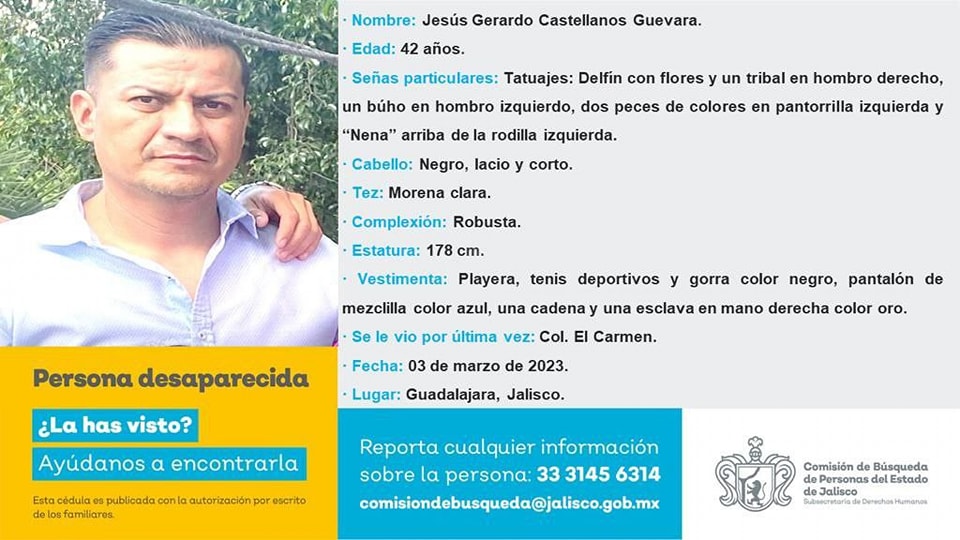 · Nombre: Jesús Gerardo Castellanos Guevara.
· Edad: 42 años.
· Señas particulares: Tatuajes: Delfín con flores y un tribal en hombro derecho,
un búho en hombro izquierdo, dos peces de colores en pantorrilla izquierda y
“Nena” arriba de la rodilla izquierda.
· Cabello: Negro, lacio y corto.
· Tez: Morena clara.
· Complexión: Robusta.
· Estatura: 178 cm.
· Vestimenta: Playera, tenis deportivos y gorra color negro, pantalón de
mezclilla color azul, una cadena y una esclava en mano derecha color oro.
· Se le vio por última vez: Col. El Carmen.
· Fecha: 03 de marzo de 2023.
· Lugar: Guadalajara, Jalisco.
Persona desaparecida
¿La has visto?
Ayúdanos a encontrarla
Esta cédula es publicada con la autorización por escrito
de los familiares.
Reporta cualquier información
sobre la persona: 33 3145 6314
comisiondebusqueda@jalisco.gob.mx
Comisión de Búsqueda
de Personas del Estado
de Jalisco
Subsecretaría de Derechos Humanos